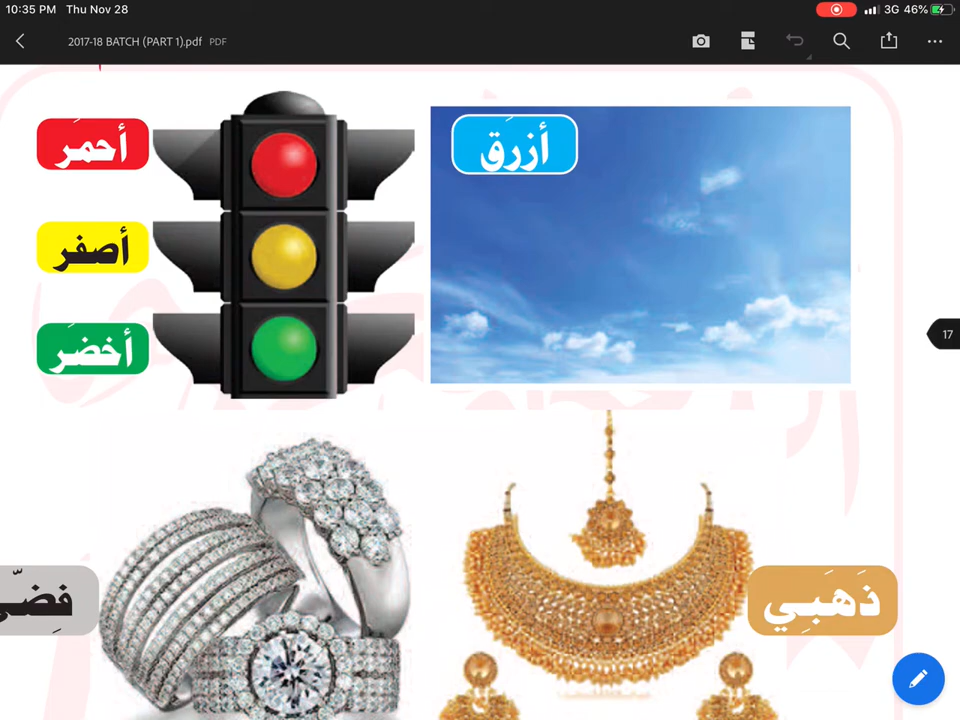 10:35 PM Thu Nov 28
3G 46%
2017-18 BATCH (PART 1).pdf PDF
أحمَر
أزرَق
أصفر
أخضَر
17
ذَهَبِي